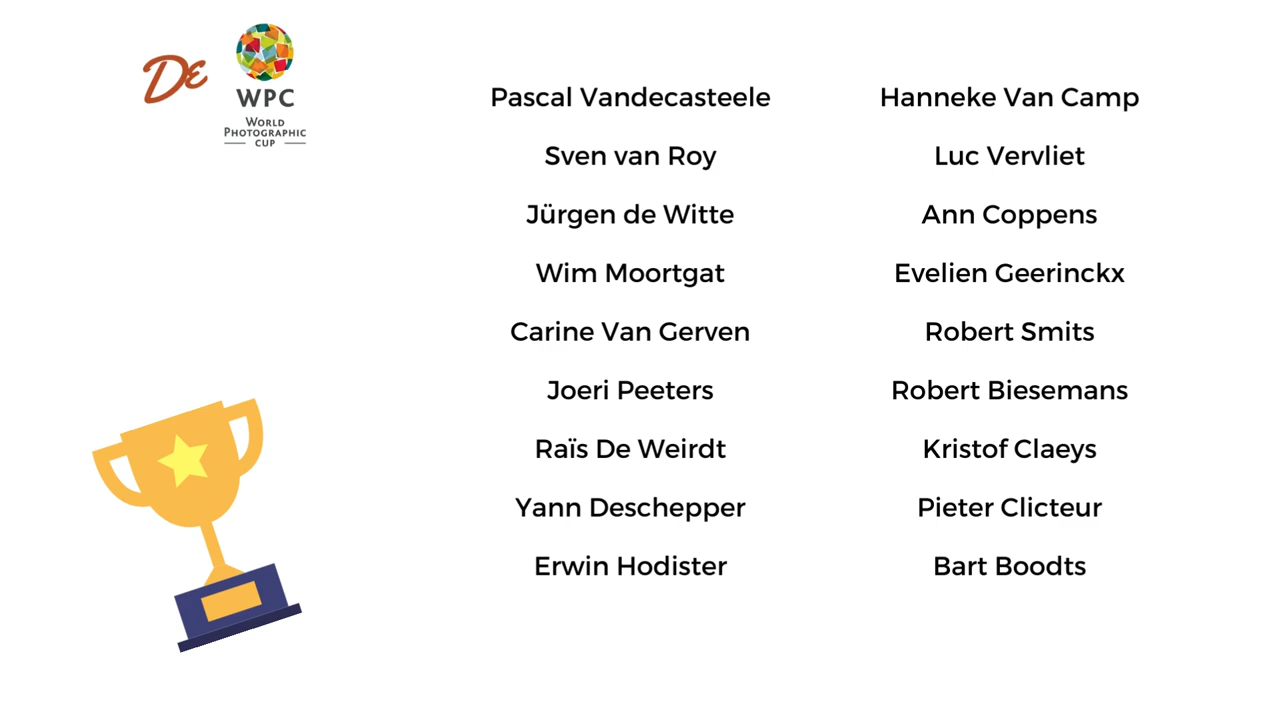 De
WPC
WORLD
PHOTOGRAPHIC
CUP
Pascal Vandecasteele
Sven van Roy
Jürgen de Witte
Wim Moortgat
Carine Van Gerven
Joeri Peeters
Raïs De Weirdt
Yann Deschepper
Erwin Hodister
Hanneke Van Camp
Luc Vervliet
Ann Coppens
Evelien Geerinckx
Robert Smits
Robert Biesemans
Kristof Claeys
Pieter Clicteur
Bart Boodts